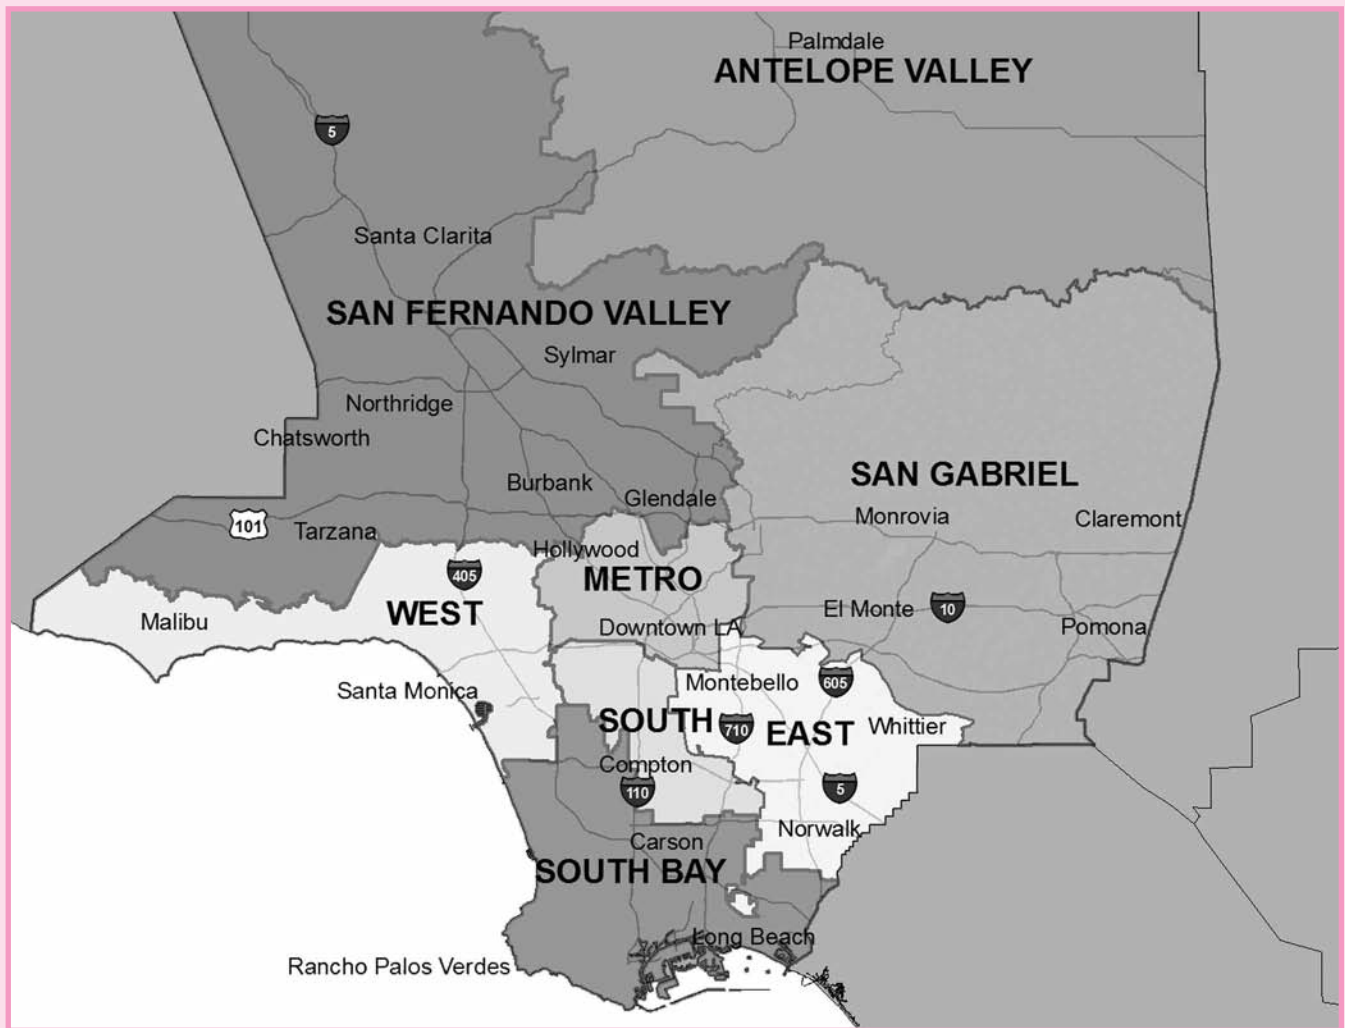 Palmdale
ANTELOPE VALLEY
5
Santa Clarita
SAN FERNANDO VALLEY
Sylmar
Northridge
Chatsworth
SAN GABRIEL
Burbank
Glendale
Monrovia
Claremont
101
Tarzana
Hollywood
405
METRO
WEST
El Monte
10
Malibu
Downtown LA
Pomona
Santa Monica
Montebello
605
SOUTH
710
EAST
Whittier
Compton
110
5
Norwalk
Carson
SOUTH BAY
Long Beach
Rancho Palos Verdes